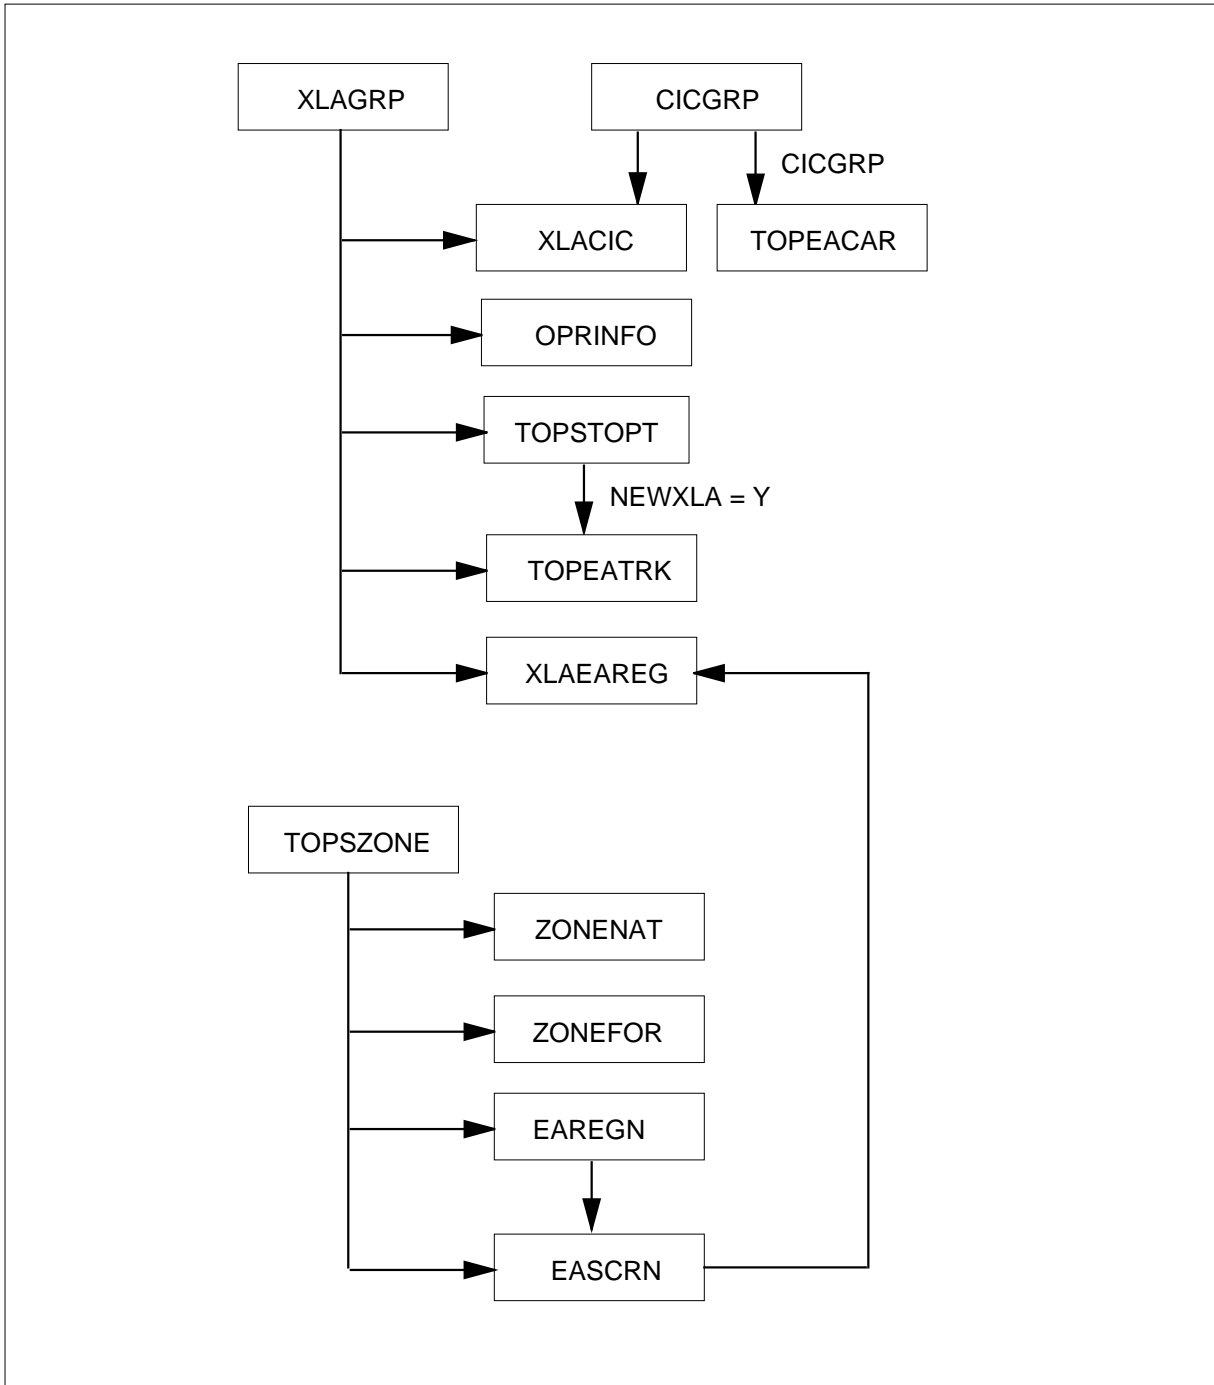 XLAGRP
CICGRP
CICGRP
XLACIC
TOPEACAR
OPRINFO
TOPSTOPT
NEWXLA = Y
TOPEATRK
XLAEAREG
TOPSZONE
ZONENAT
ZONEFOR
EAREGN
EASCRN